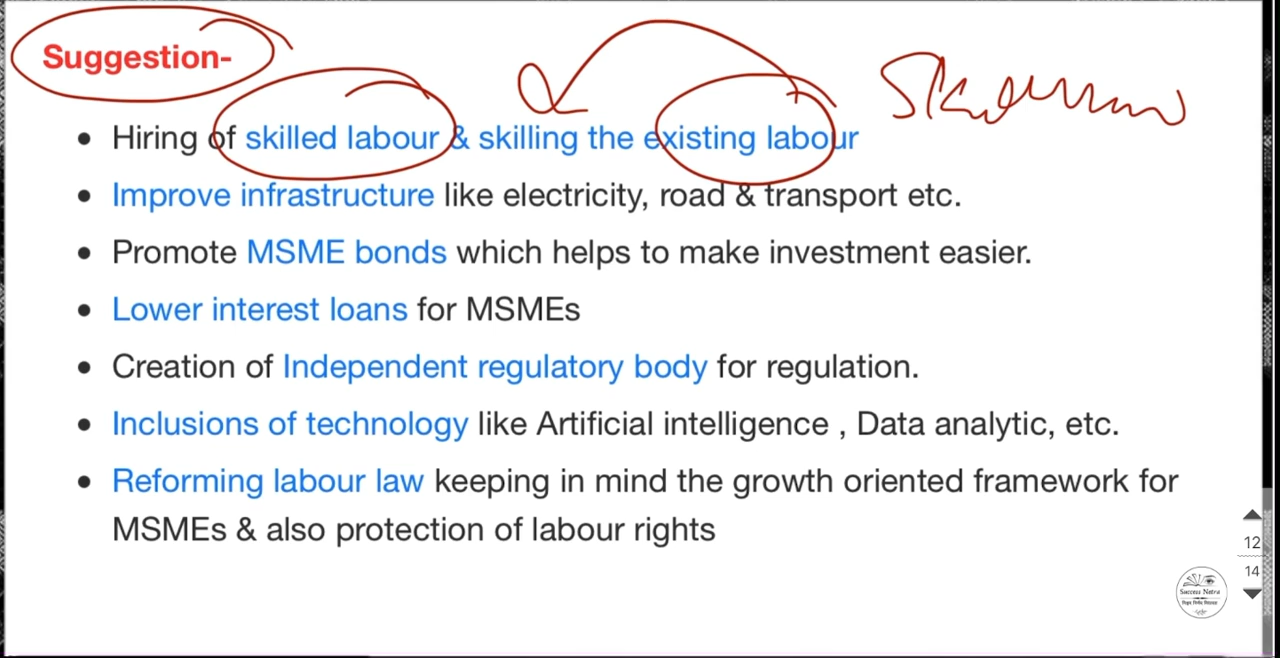 Suggestion-
• Hiring of skilled labour & skilling the existing labour
• Improve infrastructure like electricity, road & transport etc.
• Promote MSME bonds which helps to make investment easier.
• Lower interest loans for MSMEs
• Creation of Independent regulatory body for regulation.
• Inclusions of technology like Artificial intelligence , Data analytic, etc.
• Reforming labour law keeping in mind the growth oriented framework for
MSMEs & also protection of labour rights
12
14
Success Netra